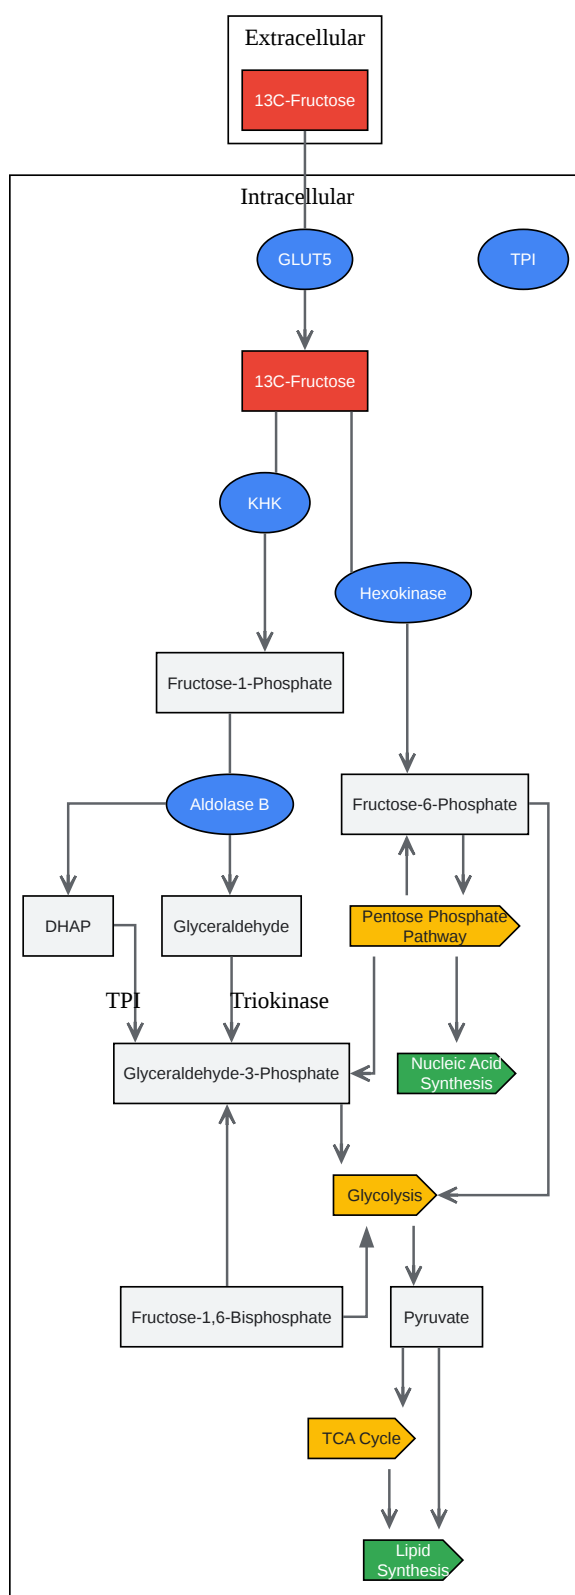 Extracellular
13C-Fructose
Intracellular
GLUT5
TPI
13C-Fructose
KHK
Hexokinase
Fructose-1-Phosphate
Aldolase B
Fructose-6-Phosphate
DHAP
Glyceraldehyde
Pentose Phosphate
Pathway
TPI
Triokinase
Glyceraldehyde-3-Phosphate
Nucleic Acid
Synthesis
Glycolysis
Fructose-1,6-Bisphosphate
Pyruvate
TCA Cycle
Lipid
Synthesis